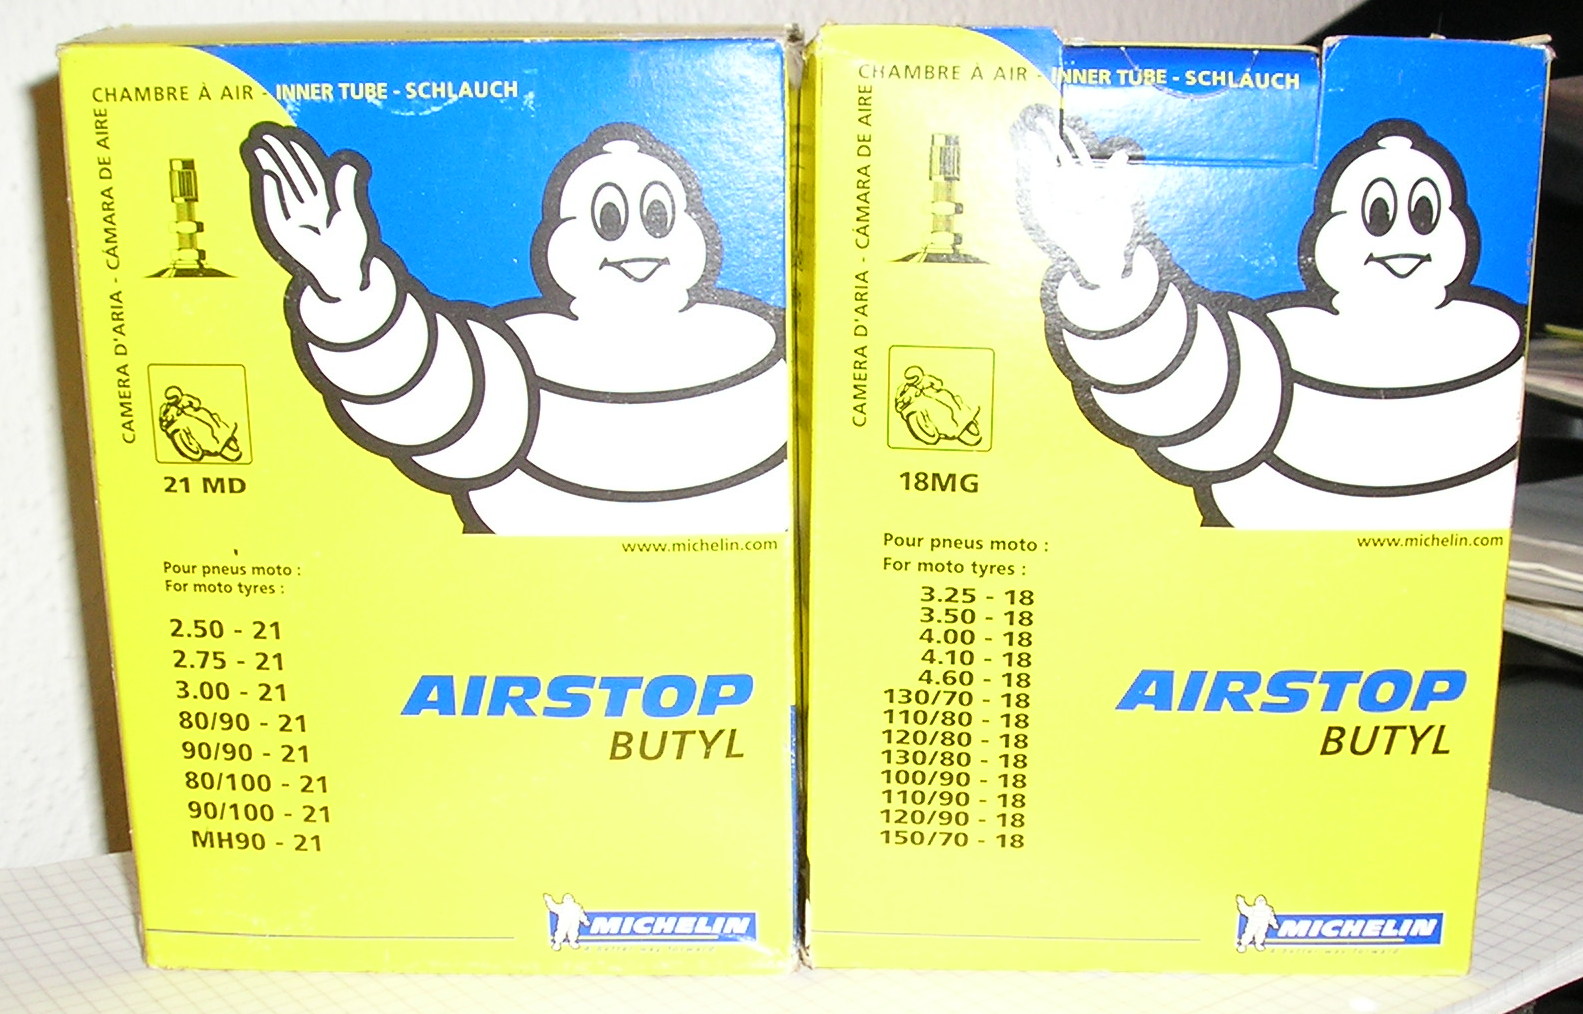 CHAMBRE À AIR - INNER TUBE - SCHLAUCH
CAMERA D'ARIA - CÁMARA DE AIRE
21 MD
www.michelin.com
Pour pneus moto :
For moto tyres :
2.50 - 21
2.75 - 21
3.00 - 21
80/90 - 21
90/90 - 21
80/100 - 21
90/100 - 21
MH90 - 21
AIRSTOP
BUTYL
MICHELIN
CHAMBRE À AIR - INNER TUBE - SCHLAUCH
CAMERA D'ARIA - CÁMARA DE AIRE
18MG
www.michelin.com
Pour pneus moto :
For moto tyres :
3.25 - 18
3.50 - 18
4.00 - 18
4.10 - 18
4.60 - 18
130/70 - 18
110/80 - 18
120/80 - 18
130/80 - 18
100/90 - 18
110/90 - 18
120/90 - 18
150/70 - 18
AIRSTOP
BUTYL
MICHELIN